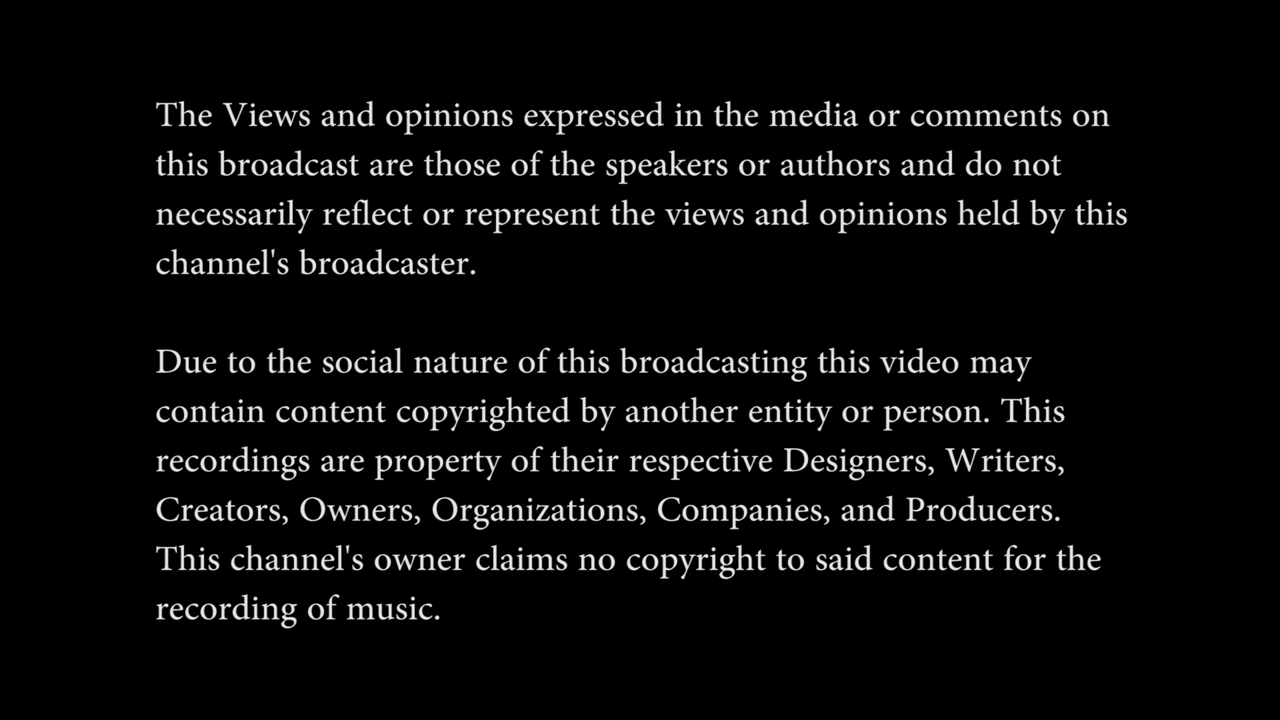 The Views and opinions expressed in the media or comments on
this broadcast are those of the speakers or authors and do not
necessarily reflect or represent the views and opinions held by this
channel's broadcaster.
Due to the social nature of this broadcasting this video may
contain content copyrighted by another entity or person. This
recordings are property of their respective Designers, Writers,
Creators, Owners, Organizations, Companies, and Producers.
This channel's owner claims no copyright to said content for the
recording of music.